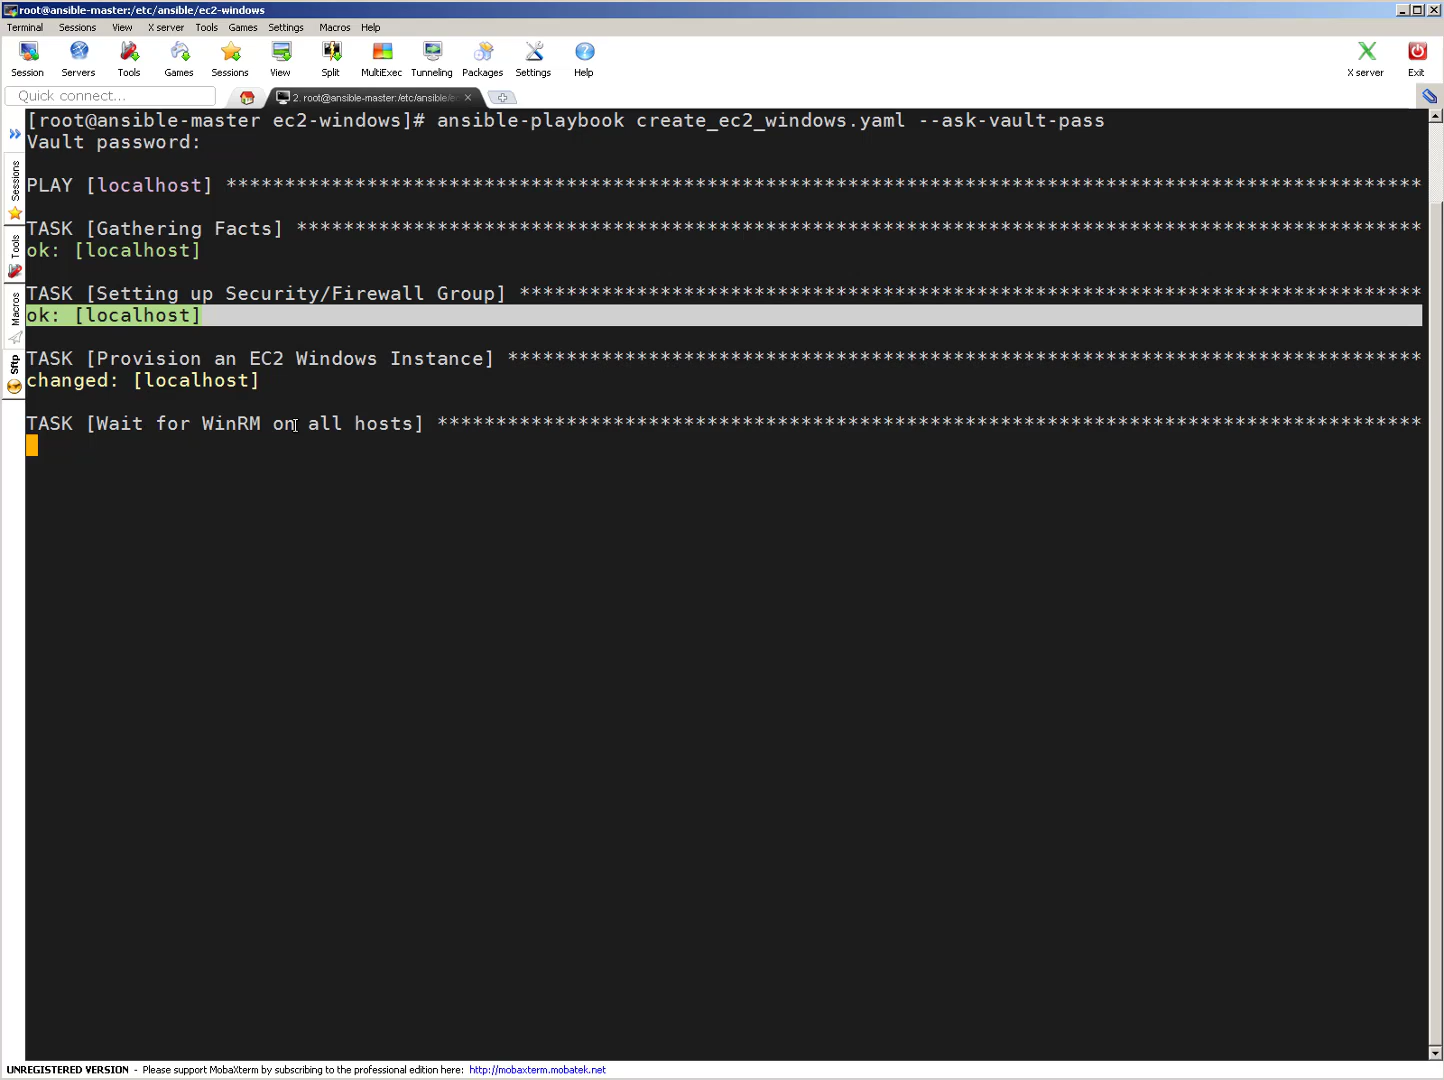 root@ansible-master:/etc/ansible/ec2-windows
Terminal Sessions View X server Tools Games Settings Macros Help
Session Servers Tools Games Sessions View Split MultiExec Tunneling Packages Settings Help X server Exit
Quick connect...
2. root@ansible-master:/etc/ansible/e
[root@ansible-master ec2-windows]# ansible-playbook create_ec2_windows.yaml --ask-vault-pass
Vault password:
PLAY [localhost] *****************************************************************************************************
TASK [Gathering Facts] ***********************************************************************************************
ok: [localhost]
TASK [Setting up Security/Firewall Group] ****************************************************************************
ok: [localhost]
TASK [Provision an EC2 Windows Instance] *****************************************************************************
changed: [localhost]
TASK [Wait for WinRM on all hosts] ***********************************************************************************
Sessions
Tools
Macros
Sftp
UNREGISTERED VERSION - Please support MobaXterm by subscribing to the professional edition here: http://mobaxterm.mobatek.net